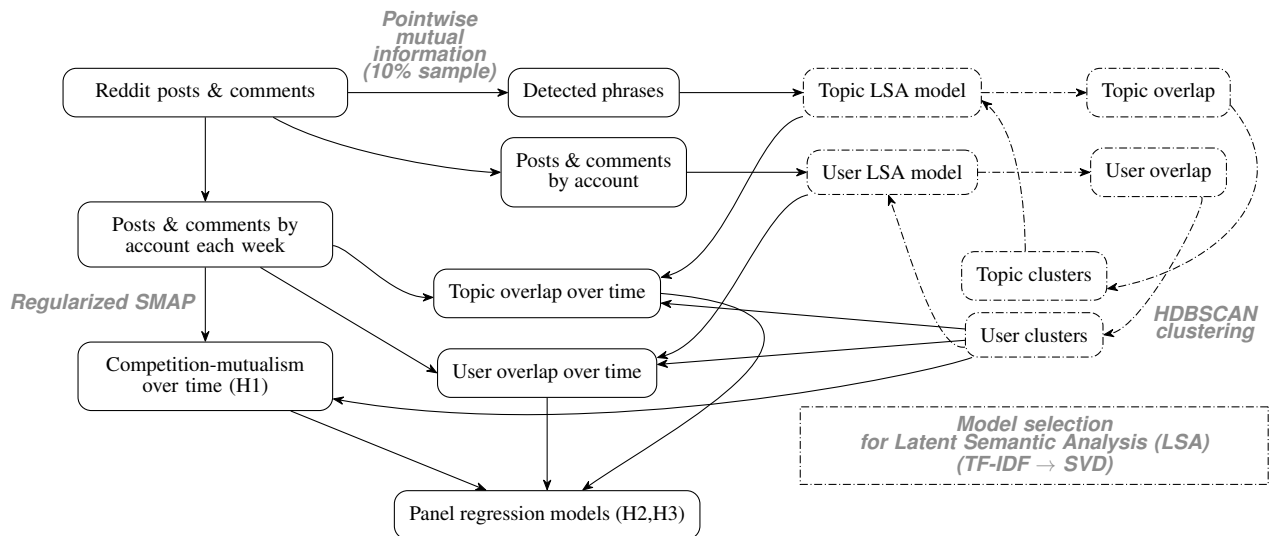 Pointwise
mutual
information
(10% sample)
Reddit posts & comments
Detected phrases
Topic LSA model
Topic overlap
Posts & comments
by account
User LSA model
User overlap
Posts & comments by
account each week
Regularized SMAP
Topic overlap over time
Topic clusters
HDBSCAN
clustering
User clusters
Competition-mutualism
over time (H1)
User overlap over time
Model selection
for Latent Semantic Analysis (LSA)
(TF-IDF → SVD)
Panel regression models (H2,H3)